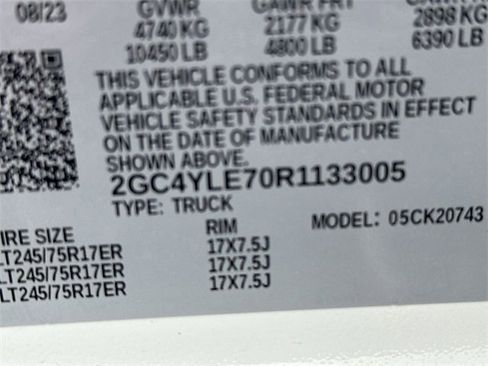 08/23 GVWR GAWR FRT
4740 KG 2177 KG 2898 KG
10450 LB 4800 LB 6390 LB
THIS VEHICLE CONFORMS TO ALL
APPLICABLE U.S. FEDERAL MOTOR
VEHICLE SAFETY STANDARDS IN EFFECT
ON THE DATE OF MANUFACTURE
SHOWN ABOVE.
2GC4YLE70R1133005
TYPE: TRUCK MODEL: 05CK20743
IRE SIZE RIM
LT245/75R17ER 17X7.5J
LT245/75R17ER 17X7.5J
LT245/75R17ER 17X7.5J